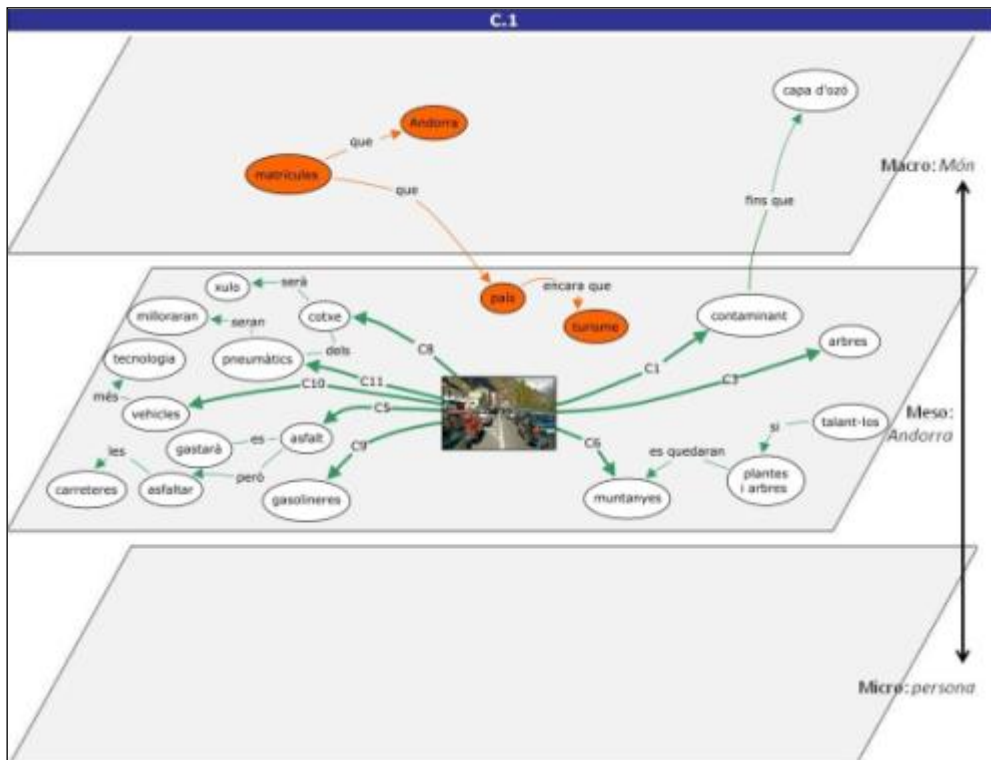 C.1
capa d'ozó
Andorra
que
matrícules
Macro: Món
que
fins que
xulo
serà
país
encara que
milloraran
seran
cotxe
contaminant
turisme
tecnologia
pneumàtics
dels
C8
arbres
C11
C1
C10
C3
més
vehicles
C5
Meso:
Andorra
talant-los
si
gastarà
es
asfalt
C9
C6
es quedaran
les
però
plantes
i arbres
carreteres
asfaltar
gasolineres
muntanyes
Micro: persona